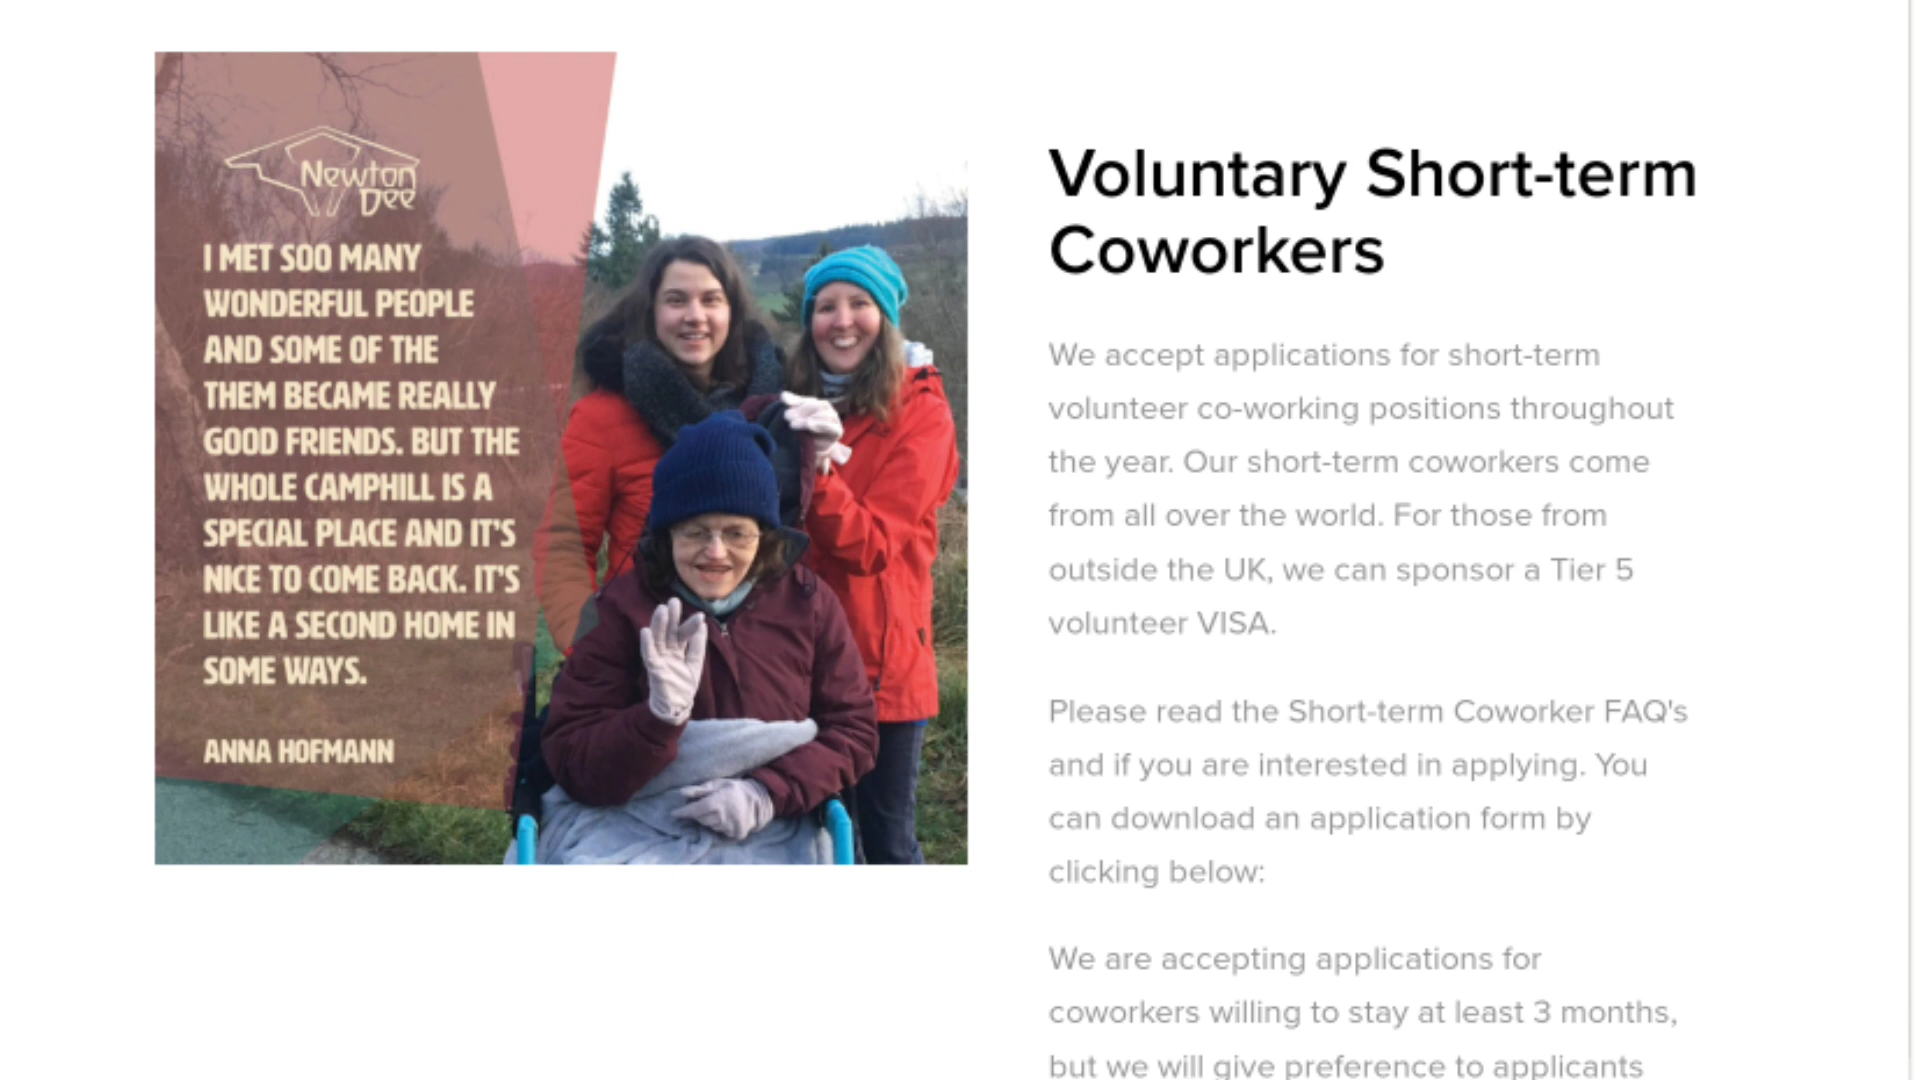 Newton
Dee
I MET SOO MANY
WONDERFUL PEOPLE
AND SOME OF THE
THEM BECAME REALLY
GOOD FRIENDS. BUT THE
WHOLE CAMPHILL IS A
SPECIAL PLACE AND IT'S
NICE TO COME BACK. IT'S
LIKE A SECOND HOME IN
SOME WAYS.
ANNA HOFMANN
Voluntary Short-term
Coworkers
We accept applications for short-term
volunteer co-working positions throughout
the year. Our short-term coworkers come
from all over the world. For those from
outside the UK, we can sponsor a Tier 5
volunteer VISA.
Please read the Short-term Coworker FAQ's
and if you are interested in applying. You
can download an application form by
clicking below:
We are accepting applications for
coworkers willing to stay at least 3 months,
but we will give preference to applicants